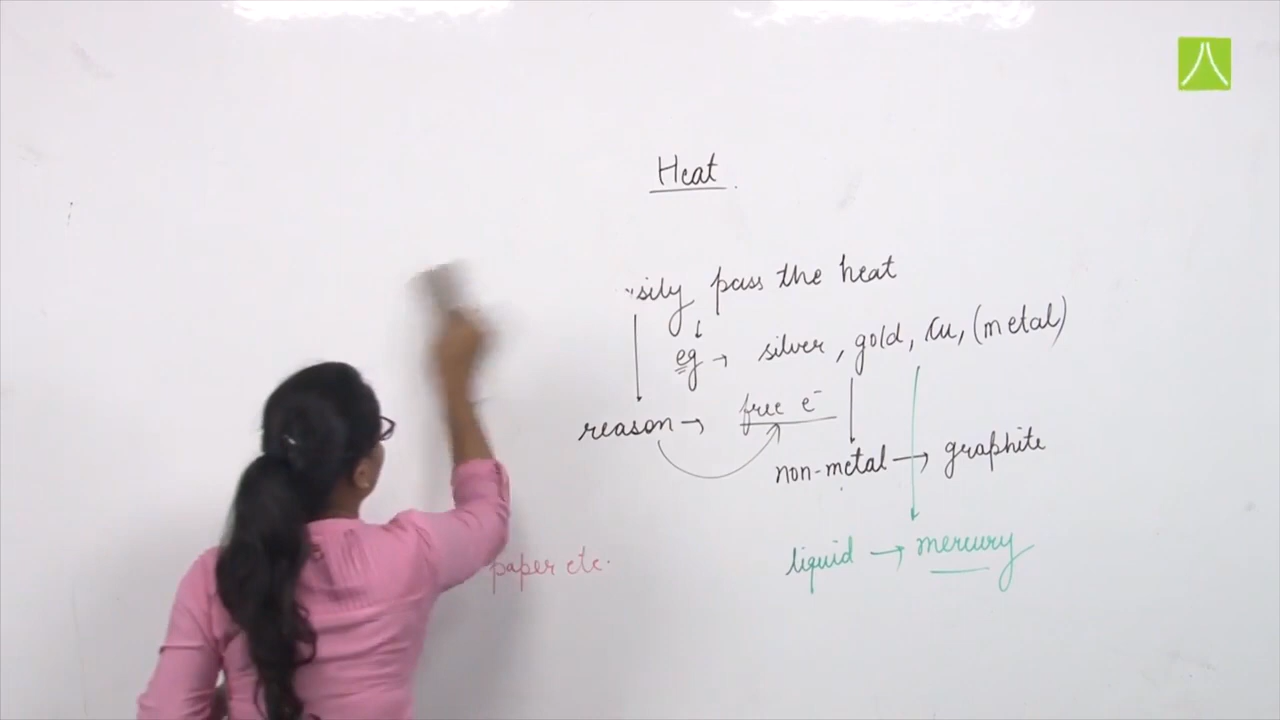 Heat
sily pass the heat
eg → silver, gold, Cu, (metal)
reason → free e⁻
non-metal → graphite
liquid → mercury
paper etc.